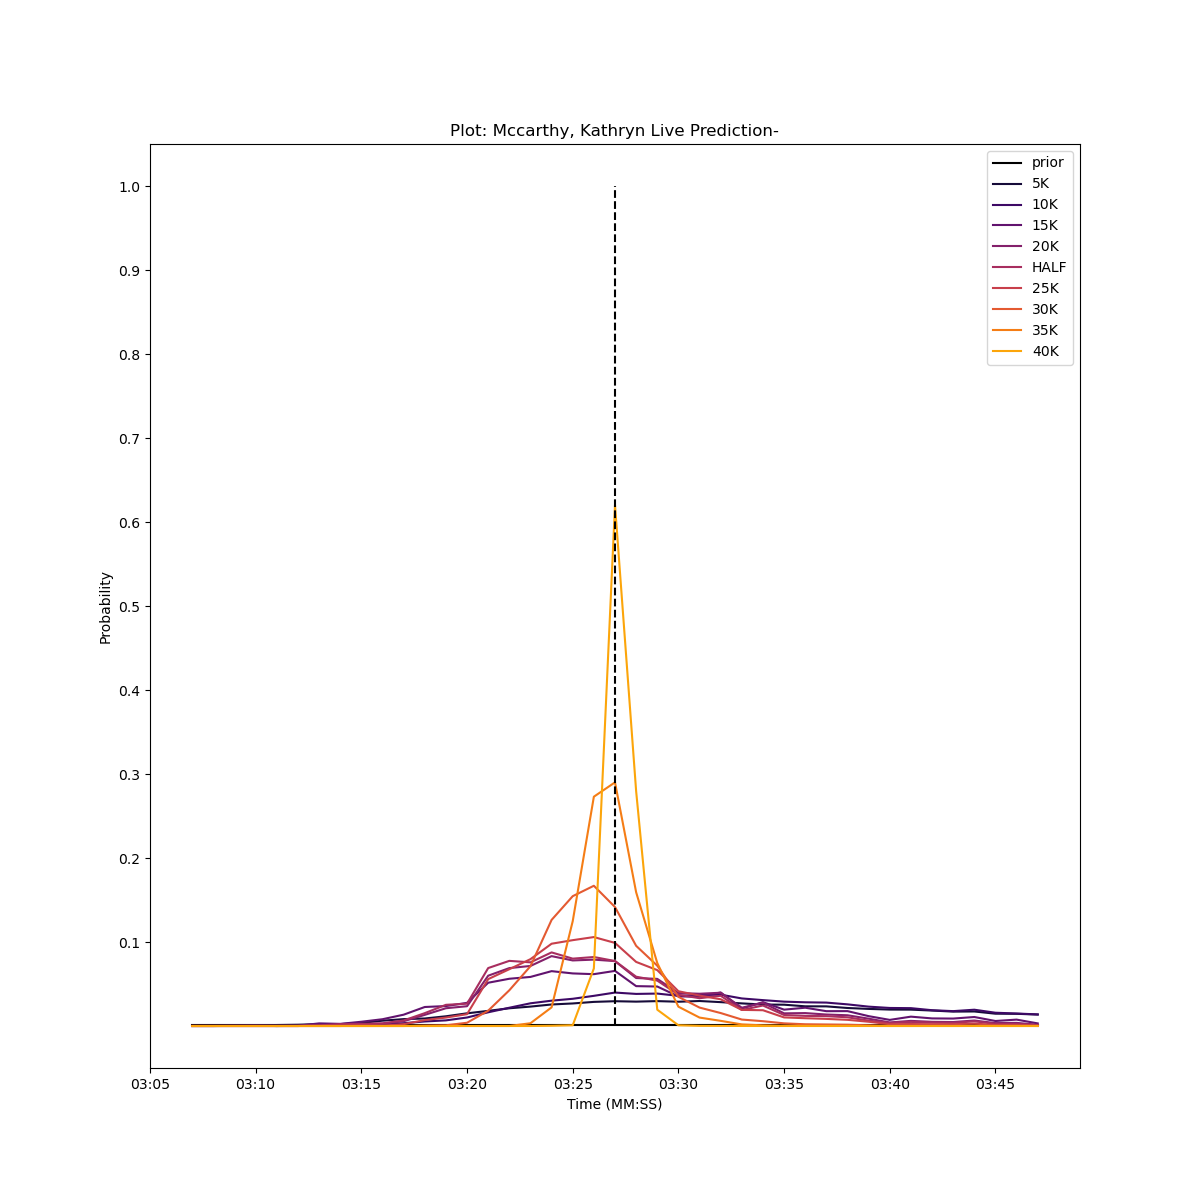 Plot: Mccarthy, Kathryn Live Prediction-
prior
5K
10K
15K
20K
HALF
25K
30K
35K
40K
1.0
0.9
0.8
0.7
0.6
0.5
0.4
0.3
0.2
0.1
Probability
03:05 03:10 03:15 03:20 03:25 03:30 03:35 03:40 03:45
Time (MM:SS)